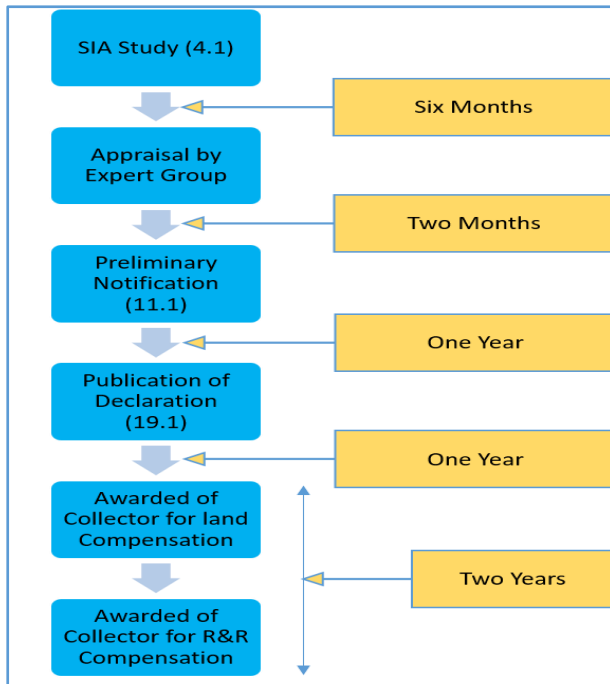 SIA Study (4.1)
Six Months
Appraisal by
Expert Group
Two Months
Preliminary
Notification
(11.1)
One Year
Publication of
Declaration
(19.1)
One Year
Awarded of
Collector for land
Compensation
Two Years
Awarded of
Collector for R&R
Compensation